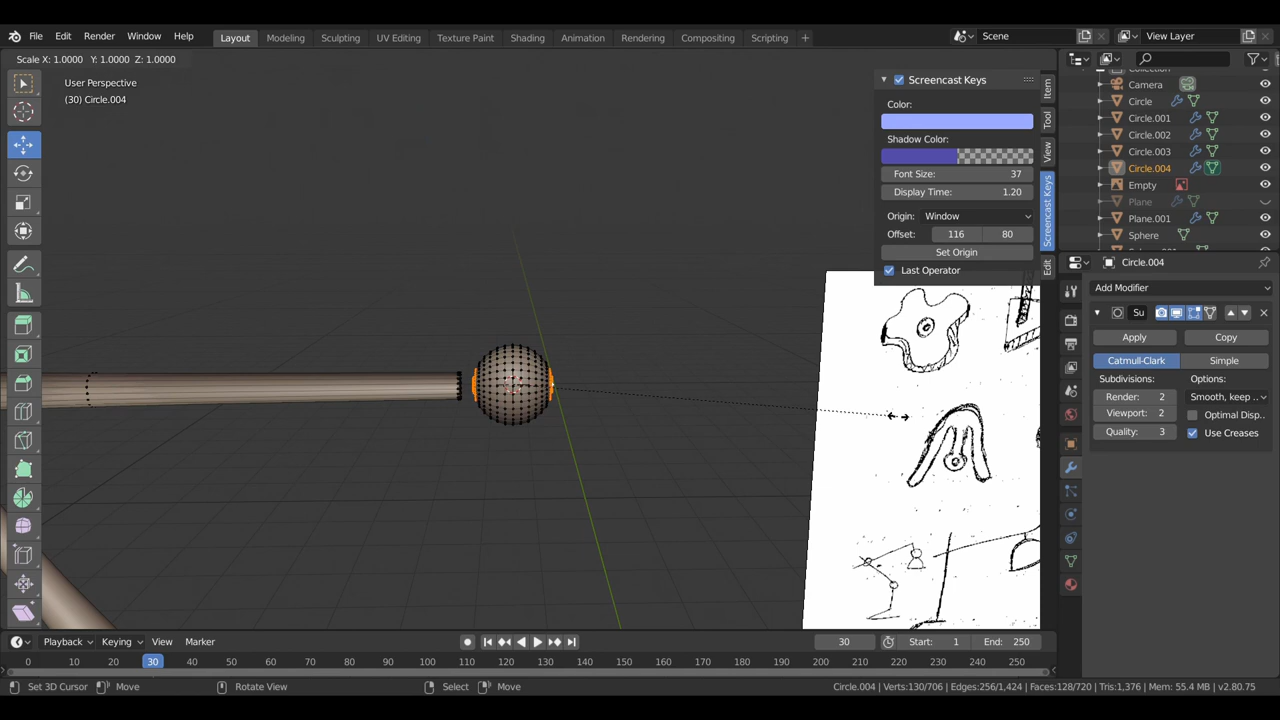 File Edit Render Window Help Layout Modeling Sculpting UV Editing Texture Paint Shading Animation Rendering Compositing Scripting + Scene View Layer
Scale X: 1.0000 Y: 1.0000 Z: 1.0000
User Perspective
(30) Circle.004
Screencast Keys
Color:
Shadow Color:
Font Size: 37
Display Time: 1.20
Origin: Window
Offset: 116 80
Set Origin
Last Operator
Item
Tool
View
Screencast Keys
Edit
Camera
Circle
Circle.001
Circle.002
Circle.003
Circle.004
Empty
Plane
Plane.001
Sphere
Circle.004
Add Modifier
Su
Apply Copy
Catmull-Clark Simple
Subdivisions: Options:
Render: 2 Smooth, keep ..
Viewport: 2 Optimal Disp..
Quality: 3 Use Creases
Playback Keying View Marker 30 Start: 1 End: 250
0 10 20 30 40 50 60 70 80 90 100 110 120 130 140 150 160 170 180 190 200 210 220 230 240 250
Set 3D Cursor Move Rotate View Select Move Circle.004 | Verts:130/706 | Edges:256/1,424 | Faces:128/720 | Tris:1,376 | Mem: 55.4 MB | v2.80.75